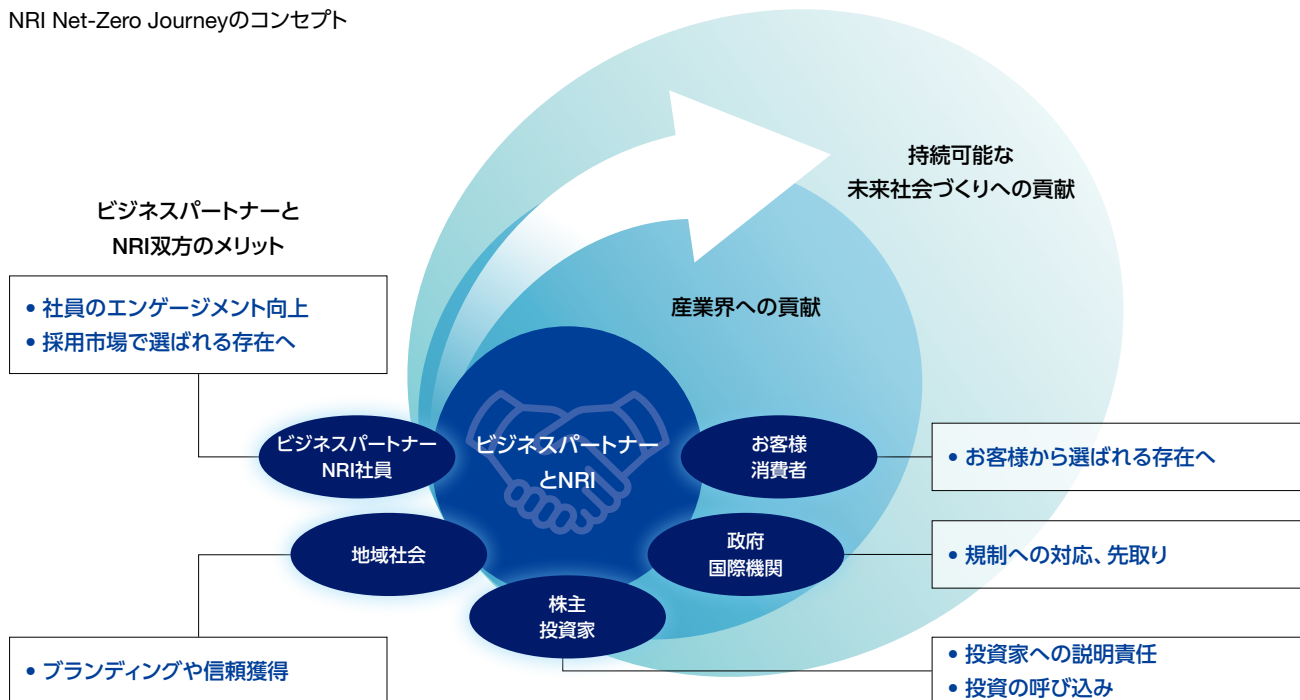 NRI Net-Zero Journeyのコンセプト
持続可能な
未来社会づくりへの貢献
産業界への貢献
ビジネスパートナーと
NRI双方のメリット
• 社員のエンゲージメント向上
• 採用市場で選ばれる存在へ
ビジネスパートナー
NRI社員
ビジネスパートナー
とNRI
お客様
消費者
• お客様から選ばれる存在へ
地域社会
政府
国際機関
• 規制への対応、先取り
株主
投資家
• ブランディングや信頼獲得
• 投資家への説明責任
• 投資の呼び込み